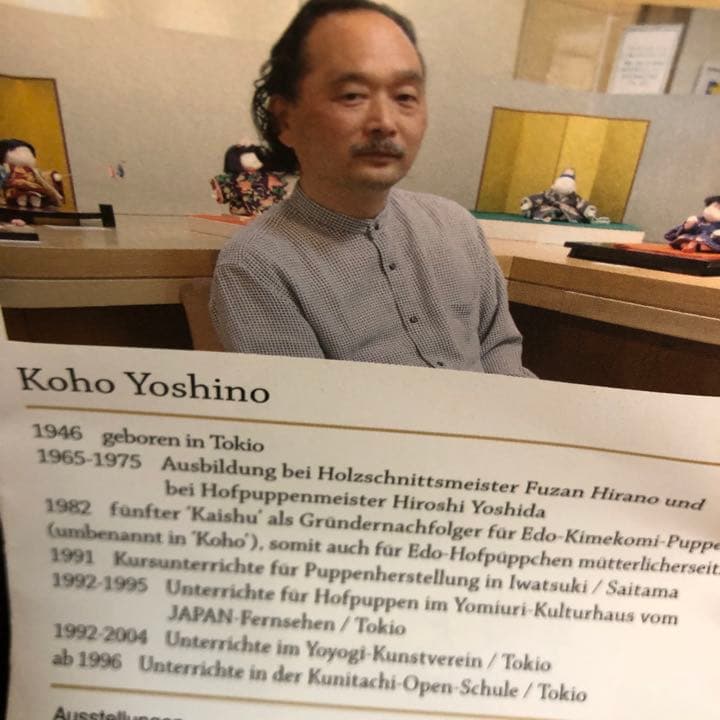 Koho Yoshino
1946 geboren in Tokio
1965-1975 Ausbildung bei Holzschnittsmeister Fuzan Hirano und
bei Hofpuppenmeister Hiroshi Yoshida
1982 fünfter 'Kaishu' als Gründernachfolger für Edo-Kimekomi-Puppe
(umbenannt in 'Koho'), somit auch für Edo-Hofpüppchen mütterlicherseit
1991 Kursunterrichte für Puppenherstellung in Iwatsuki / Saitama
1992-1995 Unterrichte für Hofpuppen im Yomiuri-Kulturhaus vom
JAPAN-Fernsehen / Tokio
1992-2004 Unterrichte im Yoyogi-Kunstverein / Tokio
ab 1996 Unterrichte in der Kunitachi-Open-Schule / Tokio